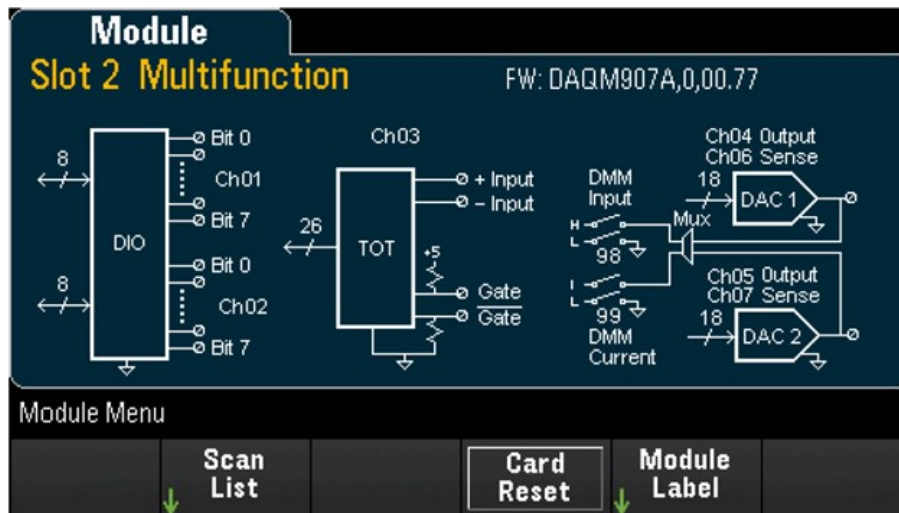 Module
Slot 2 Multifunction
FW: DAQM907A,0,00.77
8
DIO
Bit 0
Ch01
Bit 7
8
Bit 0
Ch02
Bit 7
Ch03
26
TOT
+ Input
- Input
+5
Gate
Gate
DMM
Input
H
L
98
I
L
99
DMM
Current
Mux
Ch04 Output
Ch06 Sense
18
DAC 1
Ch05 Output
Ch07 Sense
18
DAC 2
Module Menu
Scan
List
Card
Reset
Module
Label